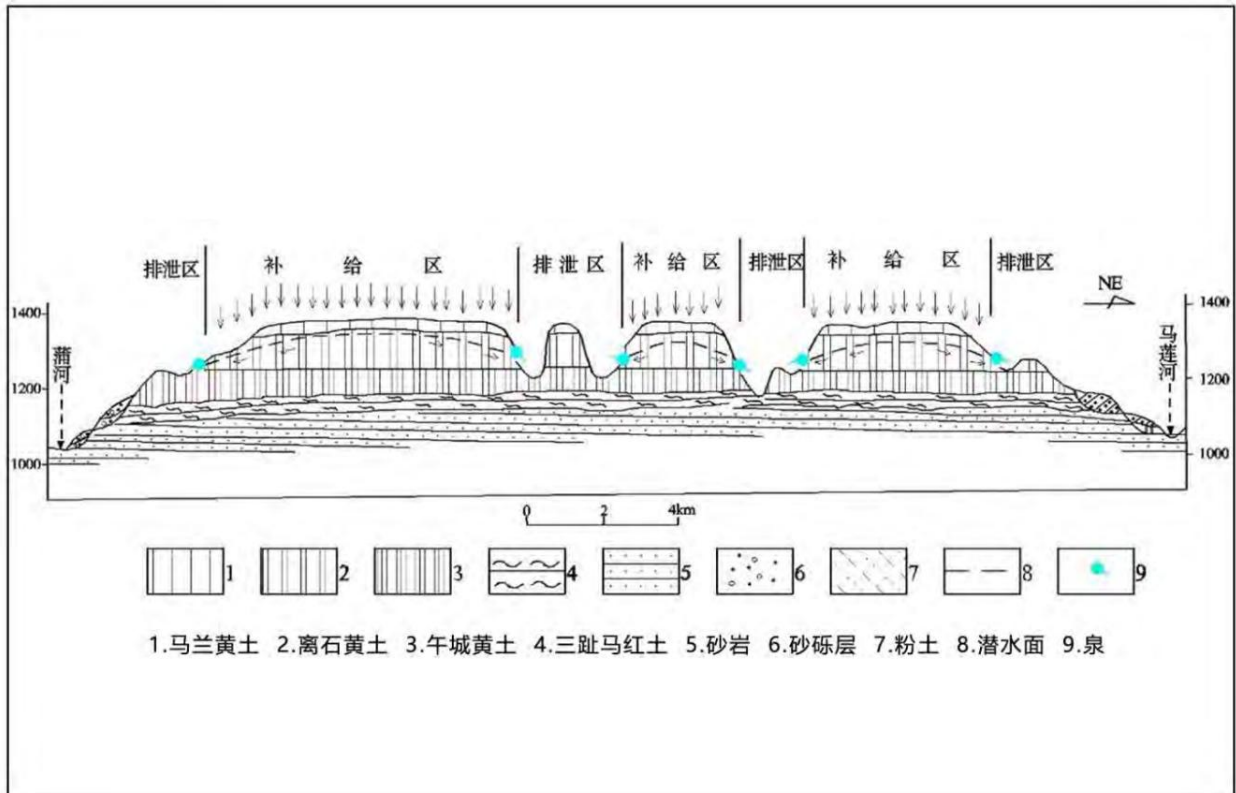 排泄区 补给区 排泄区 补给区 排泄区 补给区 排泄区
NE
1400 1400
蒲河 马莲河
1200 1200
1000 1000
0 2 4km
1 2 3 4 5 6 7 8 9
1.马兰黄土 2.离石黄土 3.午城黄土 4.三趾马红土 5.砂岩 6.砂砾层 7.粉土 8.潜水面 9.泉